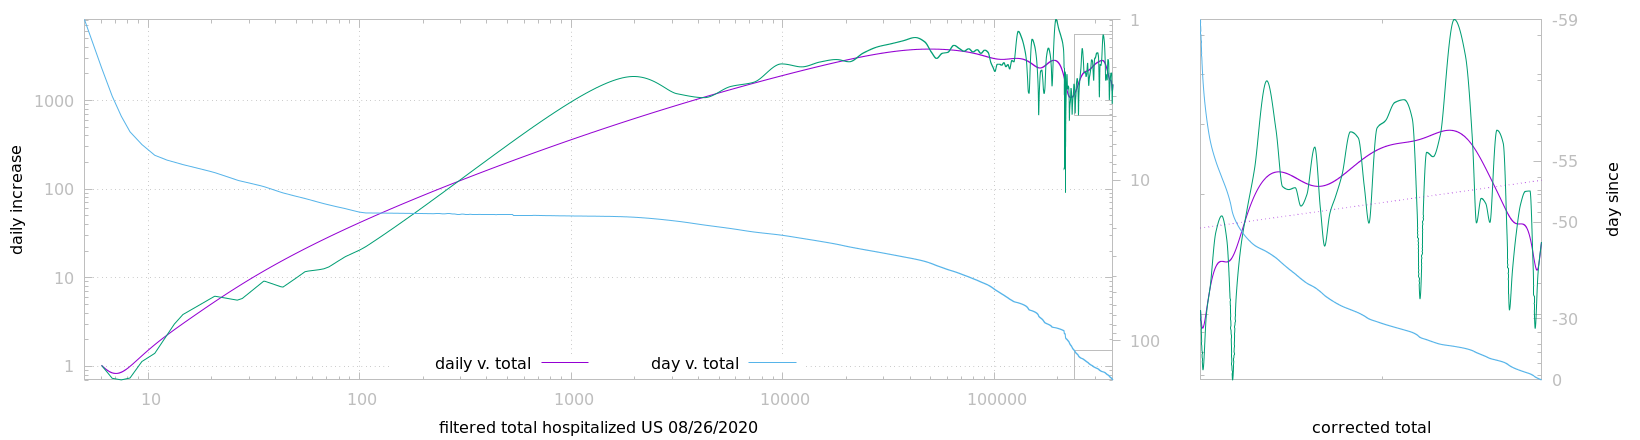 1
-59
daily increase
1000
100
10
1
10
100
-55
-50
-30
0
day since
daily v. total
day v. total
10
100
1000
10000
100000
filtered total hospitalized US 08/26/2020
corrected total